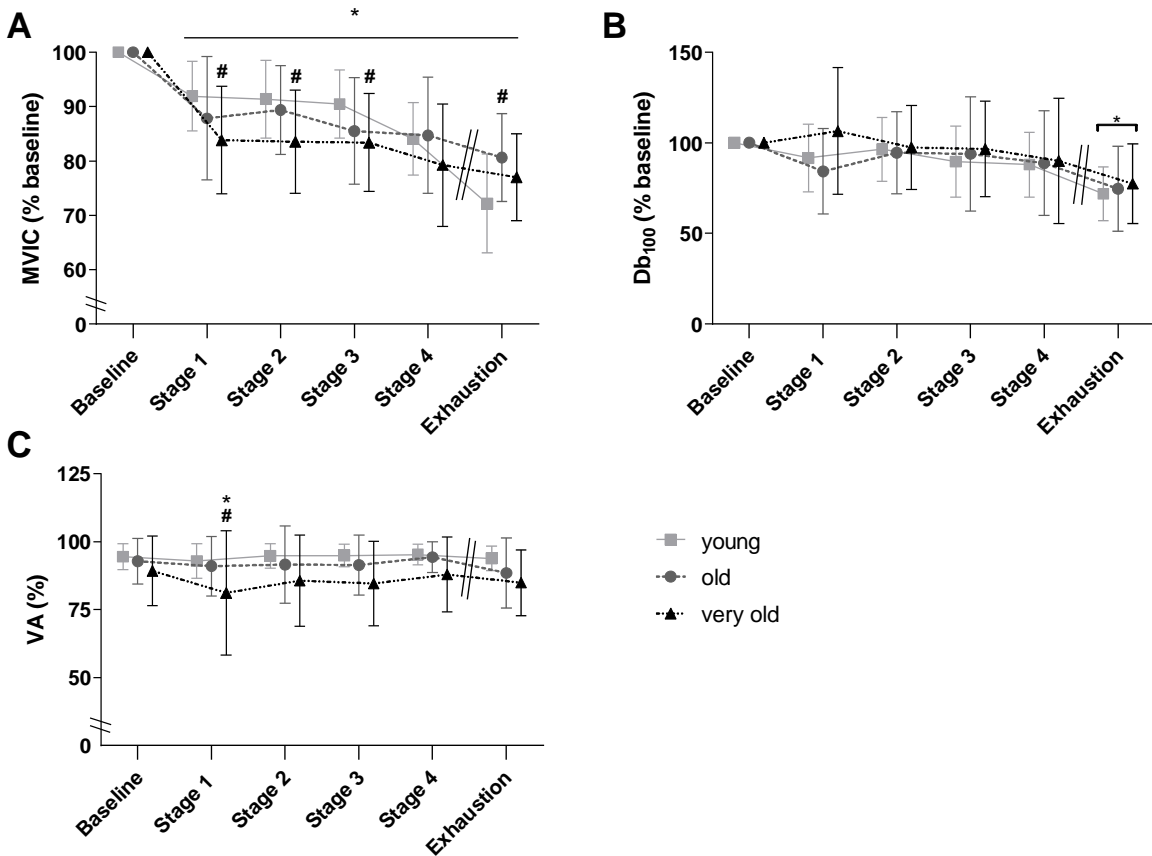 A
*
MVIC (% baseline)
100
90
80
70
60
0
#
#
#
#
Baseline
Stage 1
Stage 2
Stage 3
Stage 4
Exhaustion
B
Db100 (% baseline)
150
100
50
0
*
Baseline
Stage 1
Stage 2
Stage 3
Stage 4
Exhaustion
C
VA (%)
125
100
75
50
0
*
#
Baseline
Stage 1
Stage 2
Stage 3
Stage 4
Exhaustion
young
old
very old